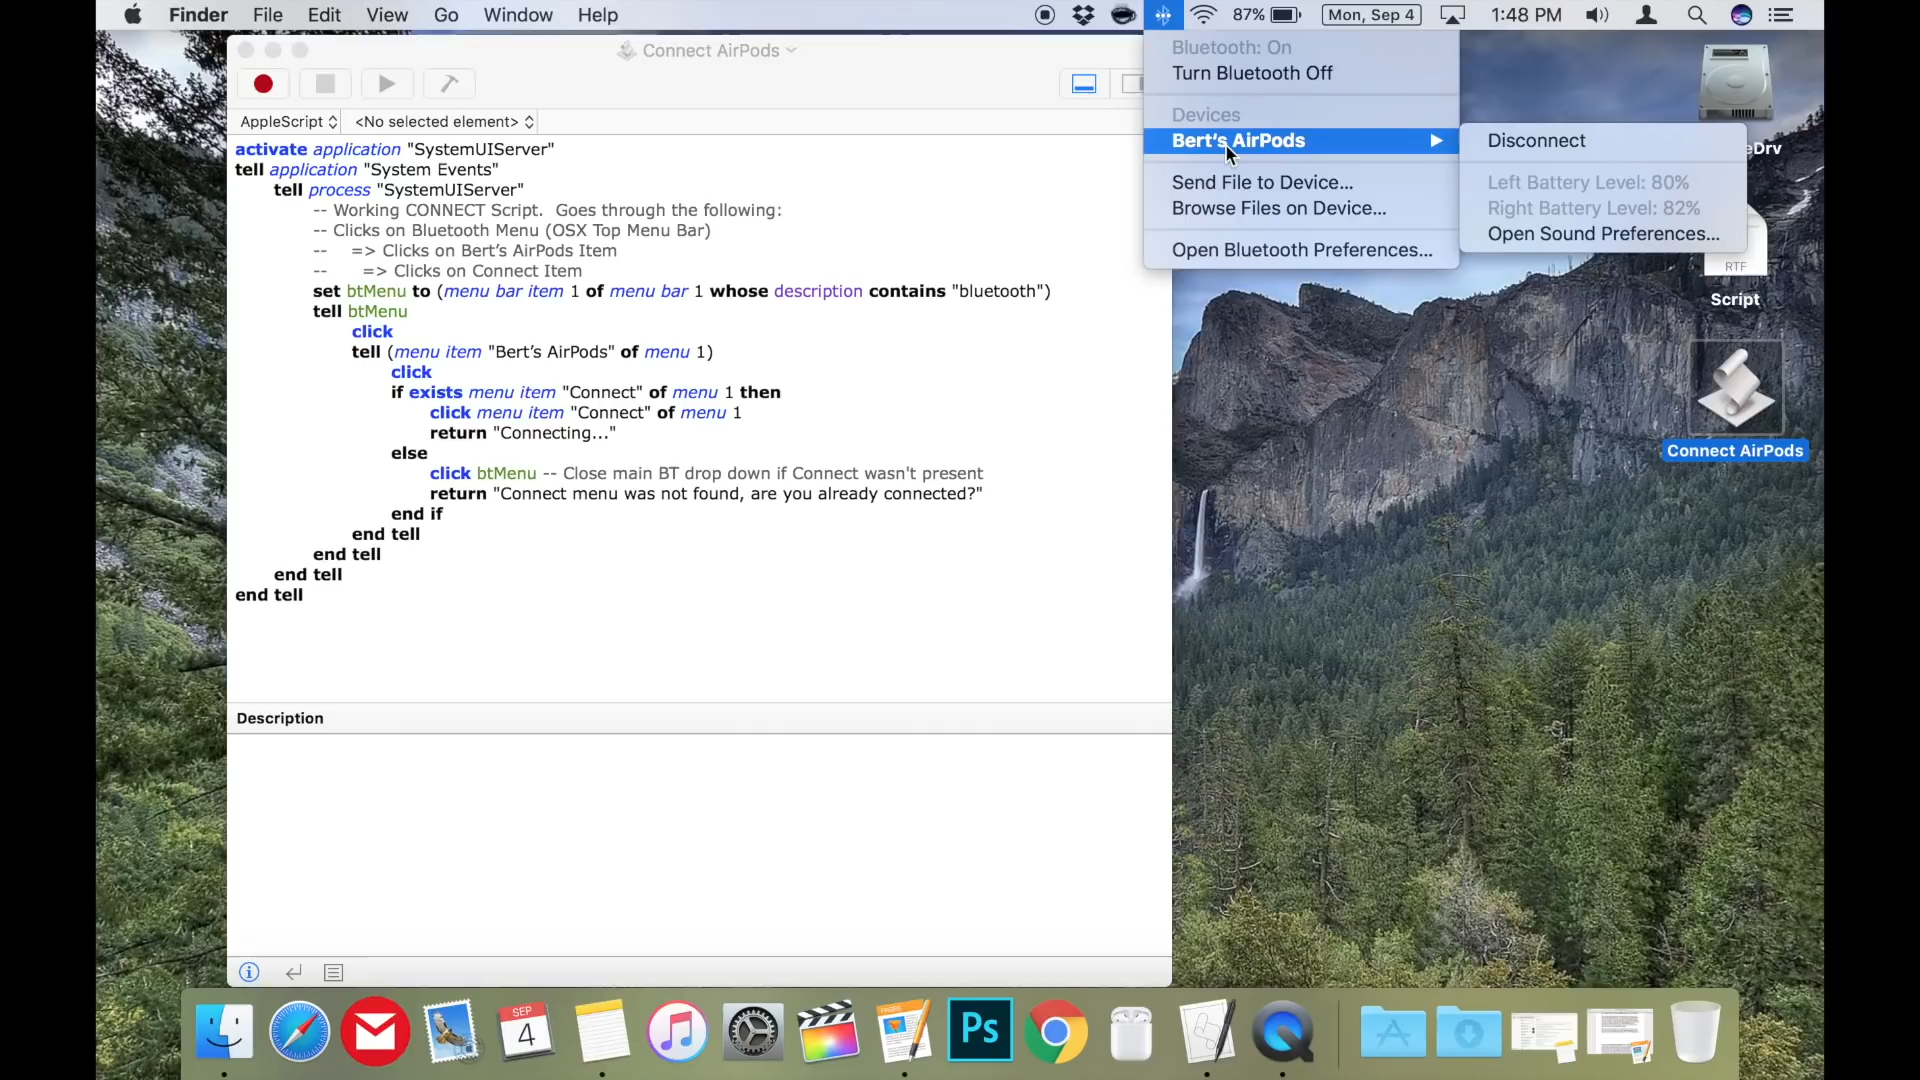 Finder File Edit View Go Window Help 87% Mon, Sep 4 1:48 PM
Connect AirPods
AppleScript <No selected element>
activate application "SystemUIServer"
tell application "System Events"
tell process "SystemUIServer"
-- Working CONNECT Script. Goes through the following:
-- Clicks on Bluetooth Menu (OSX Top Menu Bar)
-- => Clicks on Bert’s AirPods Item
-- => Clicks on Connect Item
set btMenu to (menu bar item 1 of menu bar 1 whose description contains "bluetooth")
tell btMenu
click
tell (menu item "Bert’s AirPods" of menu 1)
click
if exists menu item "Connect" of menu 1 then
click menu item "Connect" of menu 1
return "Connecting..."
else
click btMenu -- Close main BT drop down if Connect wasn't present
return "Connect menu was not found, are you already connected?"
end if
end tell
end tell
end tell
end tell
Description
Bluetooth: On
Turn Bluetooth Off
Devices
Bert’s AirPods
Send File to Device...
Browse Files on Device...
Open Bluetooth Preferences...
Disconnect
Left Battery Level: 80%
Right Battery Level: 82%
Open Sound Preferences...
eDrv
RTF
Script
Connect AirPods
SEP
4
Ps